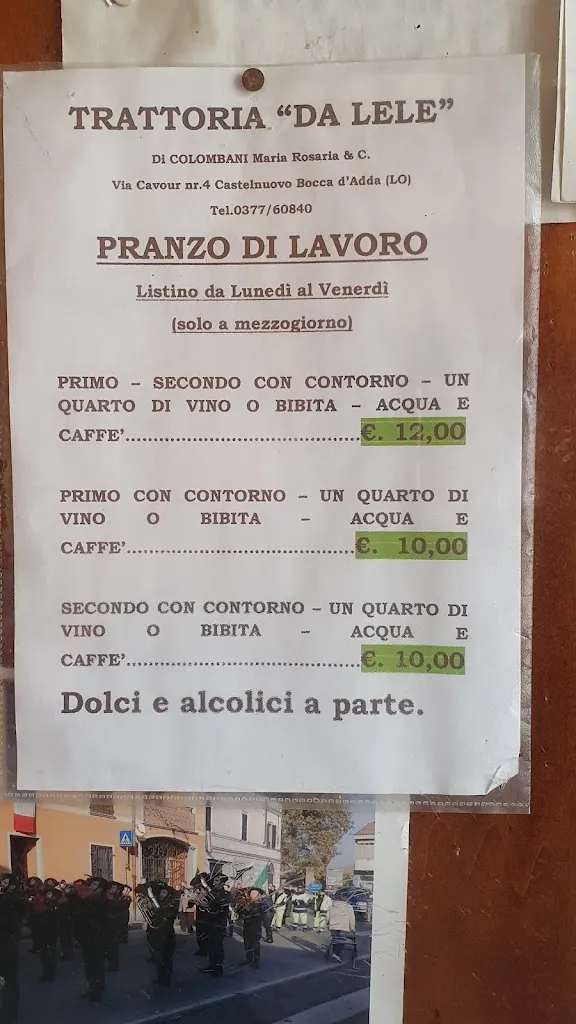 TRATTORIA “DA LELE”
Di COLOMBANI Maria Rosaria & C.
Via Cavour nr.4 Castelnuovo Bocca d’Adda (LO)
Tel.0377/60840
PRANZO DI LAVORO
Listino da Lunedì al Venerdì
(solo a mezzogiorno)
PRIMO – SECONDO CON CONTORNO – UN
QUARTO DI VINO O BIBITA – ACQUA E
CAFFE’......................................€. 12,00
PRIMO CON CONTORNO – UN QUARTO DI
VINO O BIBITA – ACQUA E
CAFFE’.....................................€. 10,00
SECONDO CON CONTORNO – UN QUARTO DI
VINO O BIBITA – ACQUA E
CAFFE’......................................€. 10,00
Dolci e alcolici a parte.